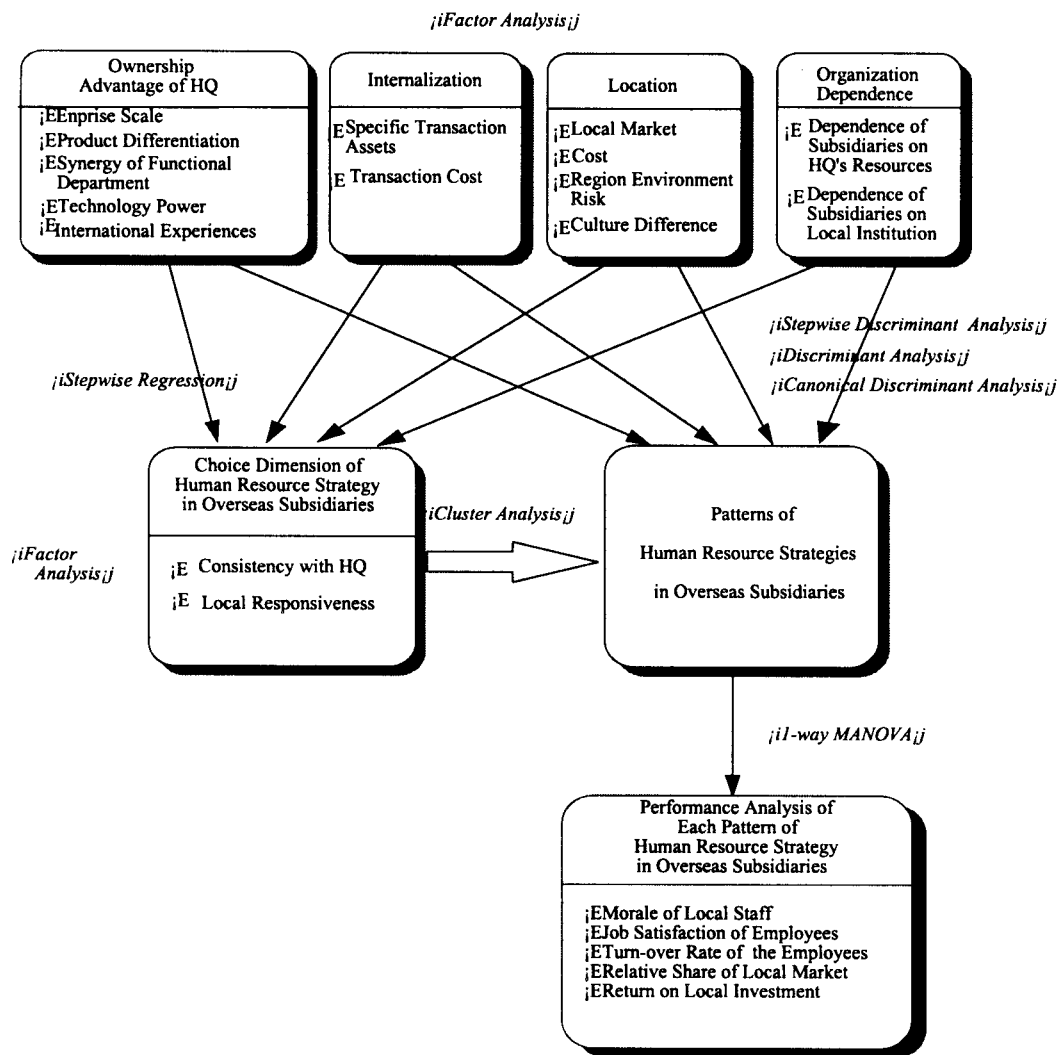 ¡iFactor Analysis¡j
Ownership
Advantage of HQ
¡EEnprise Scale
¡EProduct Differentiation
¡ESynergy of Functional
Department
¡ETechnology Power
¡EInternational Experiences
Internalization
¡ESpecific Transaction
Assets
¡E Transaction Cost
Location
¡ELocal Market
¡ECost
¡ERegion Environment
Risk
¡ECulture Difference
Organization
Dependence
¡E Dependence of
Subsidiaries on
HQ's Resources
¡E Dependence of
Subsidiaries on
Local Institution
¡iStepwise Discriminant Analysis¡j
¡iDiscriminant Analysis¡j
¡iCanonical Discriminant Analysis¡j
¡iStepwise Regression¡j
Choice Dimension of
Human Resource Strategy
in Overseas Subsidiaries
¡E Consistency with HQ
¡E Local Responsiveness
¡iFactor
Analysis¡j
¡iCluster Analysis¡j
Patterns of
Human Resource Strategies
in Overseas Subsidiaries
¡i1-way MANOVA¡j
Performance Analysis of
Each Pattern of
Human Resource Strategy
in Overseas Subsidiaries
¡EMorale of Local Staff
¡EJob Satisfaction of Employees
¡ETurn-over Rate of the Employees
¡ERelative Share of Local Market
¡EReturn on Local Investment